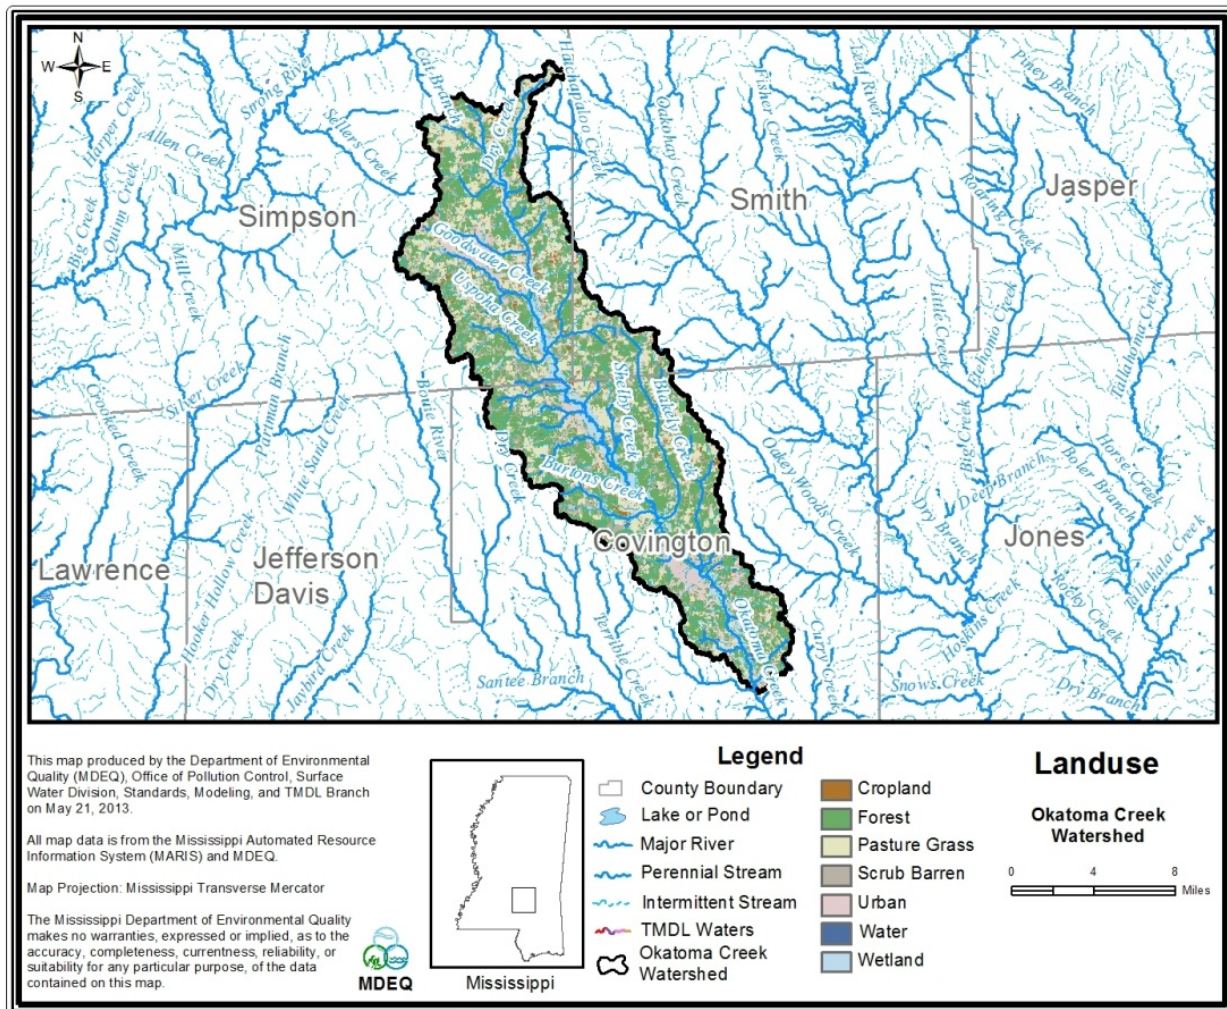 N
W E
S
Harper Creek
Allen Creek
Strong River
Sellers Creek
Big Creek
Quinn Creek
Mill Creek
Simpson
Dry Creek
Goodwater Creek
Hatchapaloo Creek
Fisher Creek
Leaf River
Piney Branch
Smith
Jasper
Roaring Creek
Little Creek
Etehomo Creek
Tallahoma Creek
Crooked Creek
Silver Creek
White Sand Creek
Bouie River
Dry Creek
Shelby Creek
Blakely Creek
Burtons Creek
Oakey Woods Creek
Big Creek
Deep Branch
Boler Branch
Horse Creek
Dry Branch
Covington
Jones
Lawrence
Jefferson
Davis
Hooker Hollow Creek
Dry Creek
Jaybird Creek
Terrible Creek
Okatoma Creek
Curry Creek
Hoskins Creek
Rocky Creek
Tallahala Creek
Santee Branch
Snows Creek
Dry Branch
This map produced by the Department of Environmental
Quality (MDEQ), Office of Pollution Control, Surface
Water Division, Standards, Modeling, and TMDL Branch
on May 21, 2013.
All map data is from the Mississippi Automated Resource
Information System (MARIS) and MDEQ.
Map Projection: Mississippi Transverse Mercator
The Mississippi Department of Environmental Quality
makes no warranties, expressed or implied, as to the
accuracy, completeness, currentness, reliability, or
suitability for any particular purpose, of the data
contained on this map.
MDEQ
Mississippi
Legend
County Boundary
Lake or Pond
Major River
Perennial Stream
Intermittent Stream
TMDL Waters
Okatoma Creek
Watershed
Cropland
Forest
Pasture Grass
Scrub Barren
Urban
Water
Wetland
Landuse
Okatoma Creek
Watershed
0 4 8
Miles